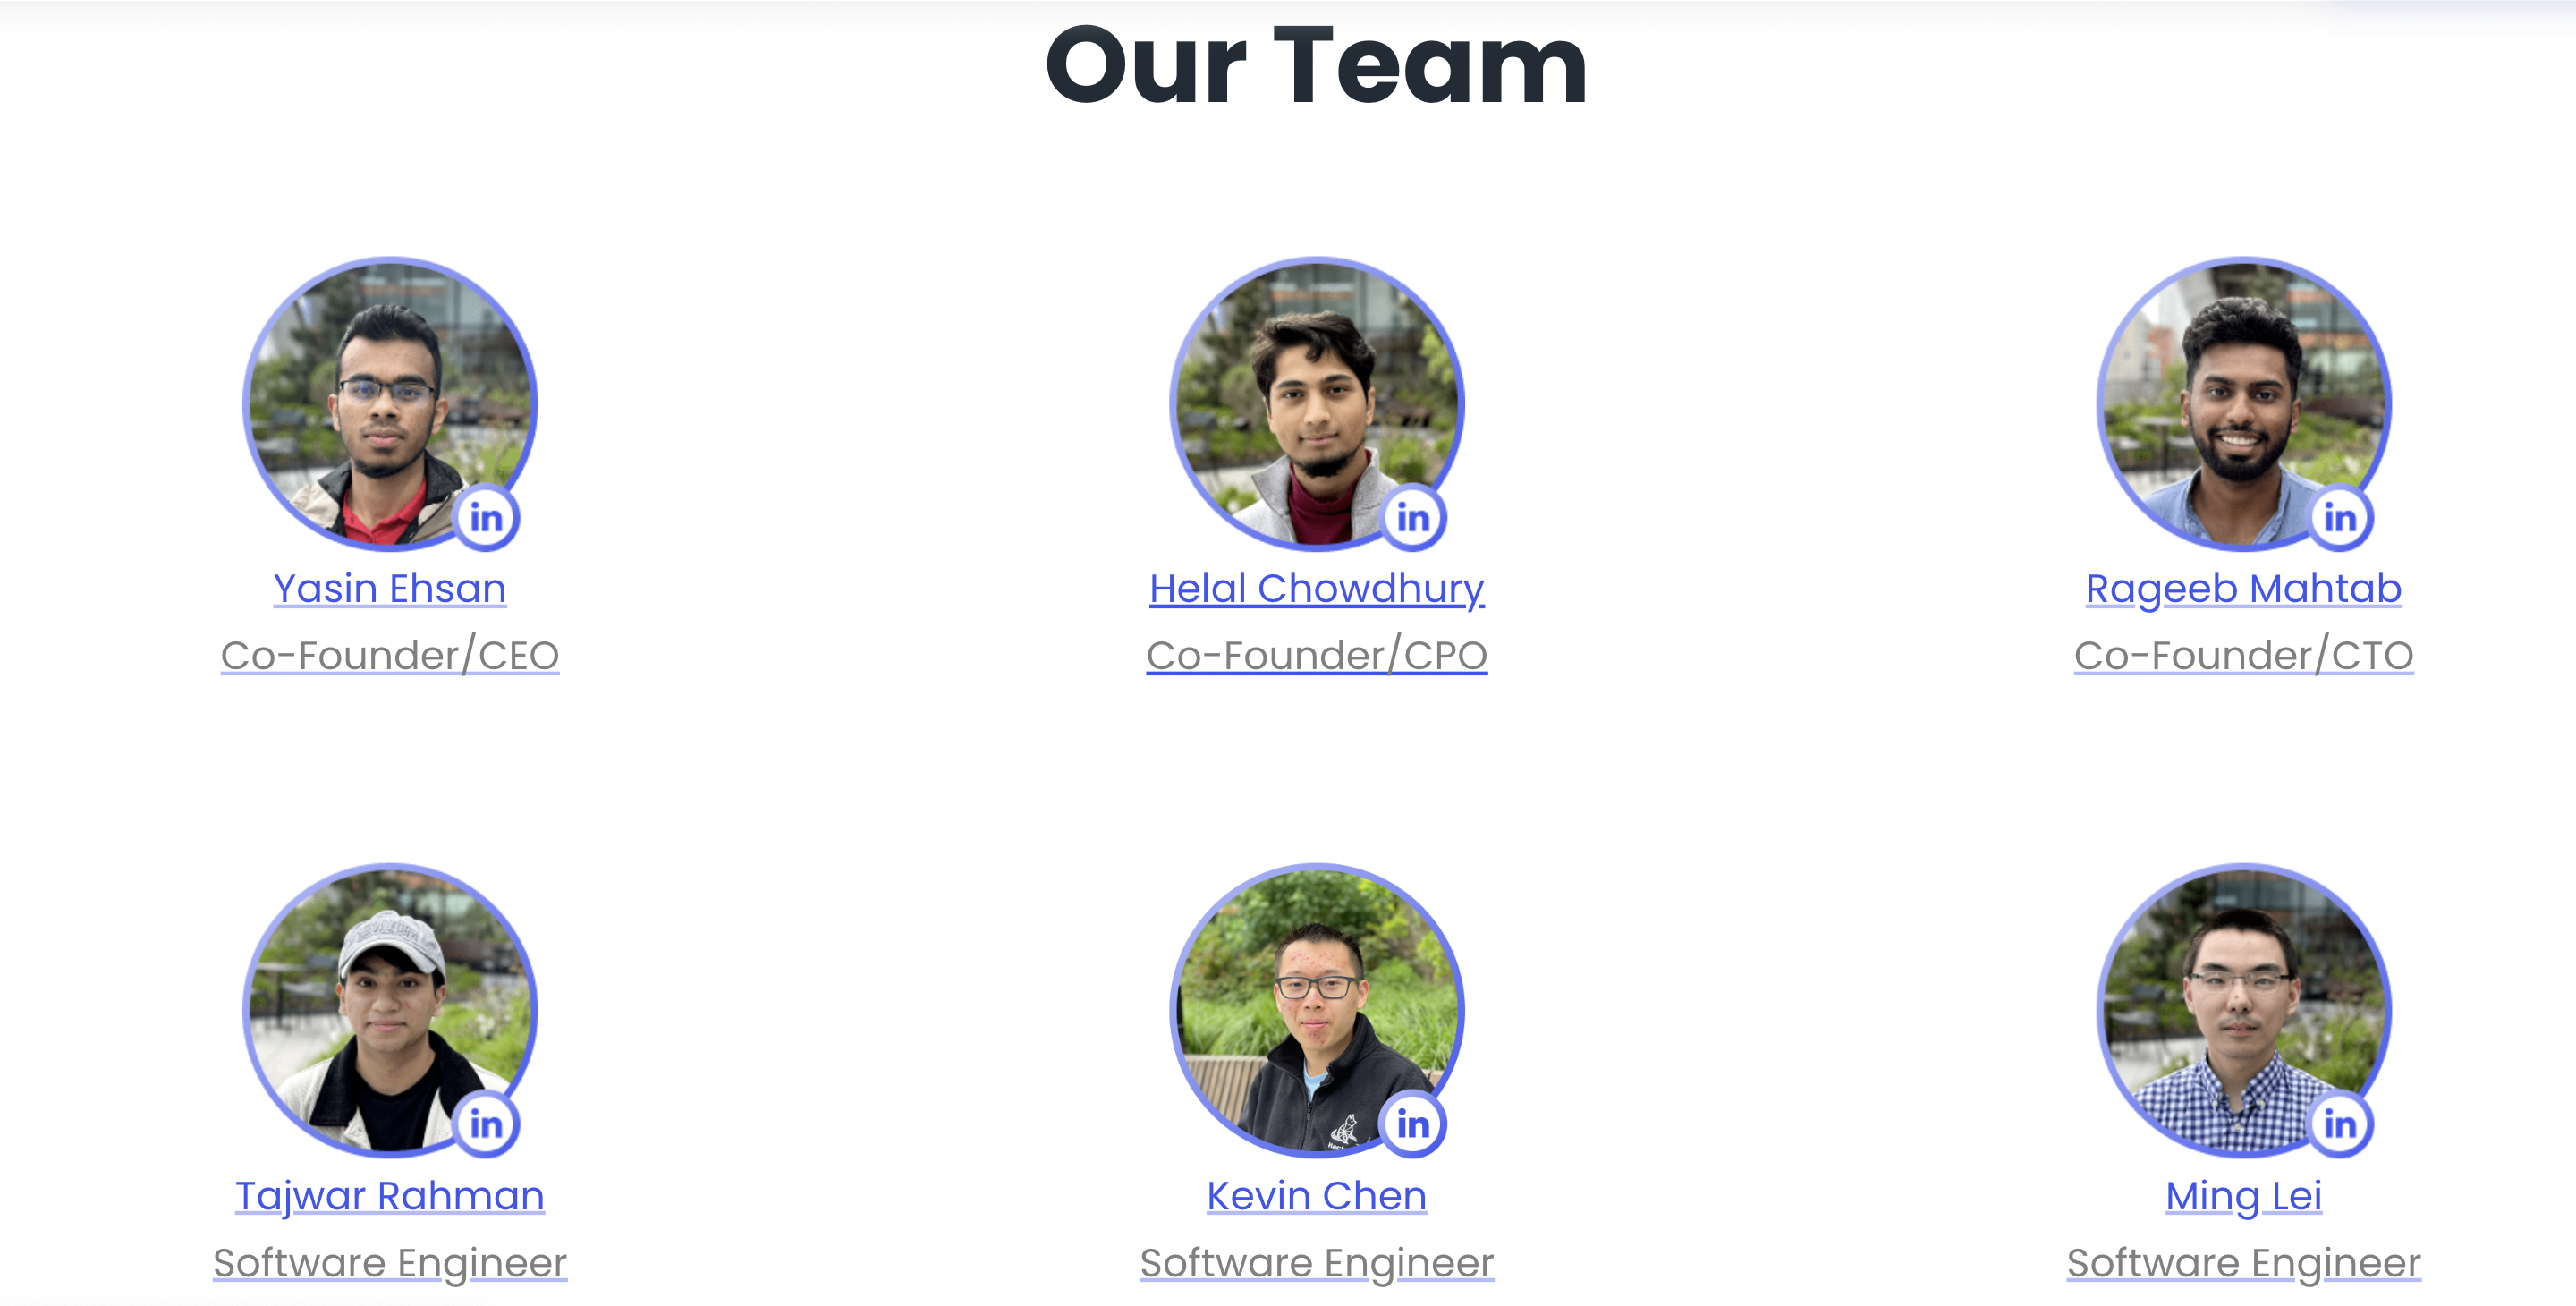 Our Team
in
in
in
Yasin Ehsan
Helal Chowdhury
Rageeb Mahtab
Co-Founder/CEO
Co-Founder/CPO
Co-Founder/CTO
in
in
in
Tajwar Rahman
Kevin Chen
Ming Lei
Software Engineer
Software Engineer
Software Engineer